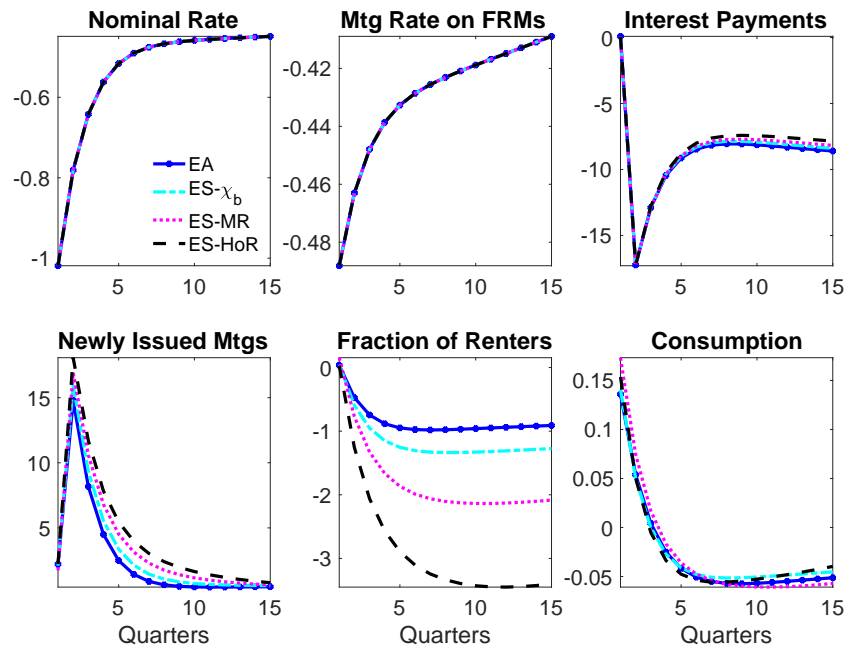 Nominal Rate
-0.6
-0.8
-1
5 10 15
EA
ES-χb
ES-MR
ES-HoR
Mtg Rate on FRMs
-0.42
-0.44
-0.46
-0.48
5 10 15
Interest Payments
0
-5
-10
-15
5 10 15
Newly Issued Mtgs
15
10
5
5 10 15
Quarters
Fraction of Renters
0
-1
-2
-3
5 10 15
Quarters
Consumption
0.15
0.1
0.05
0
-0.05
5 10 15
Quarters